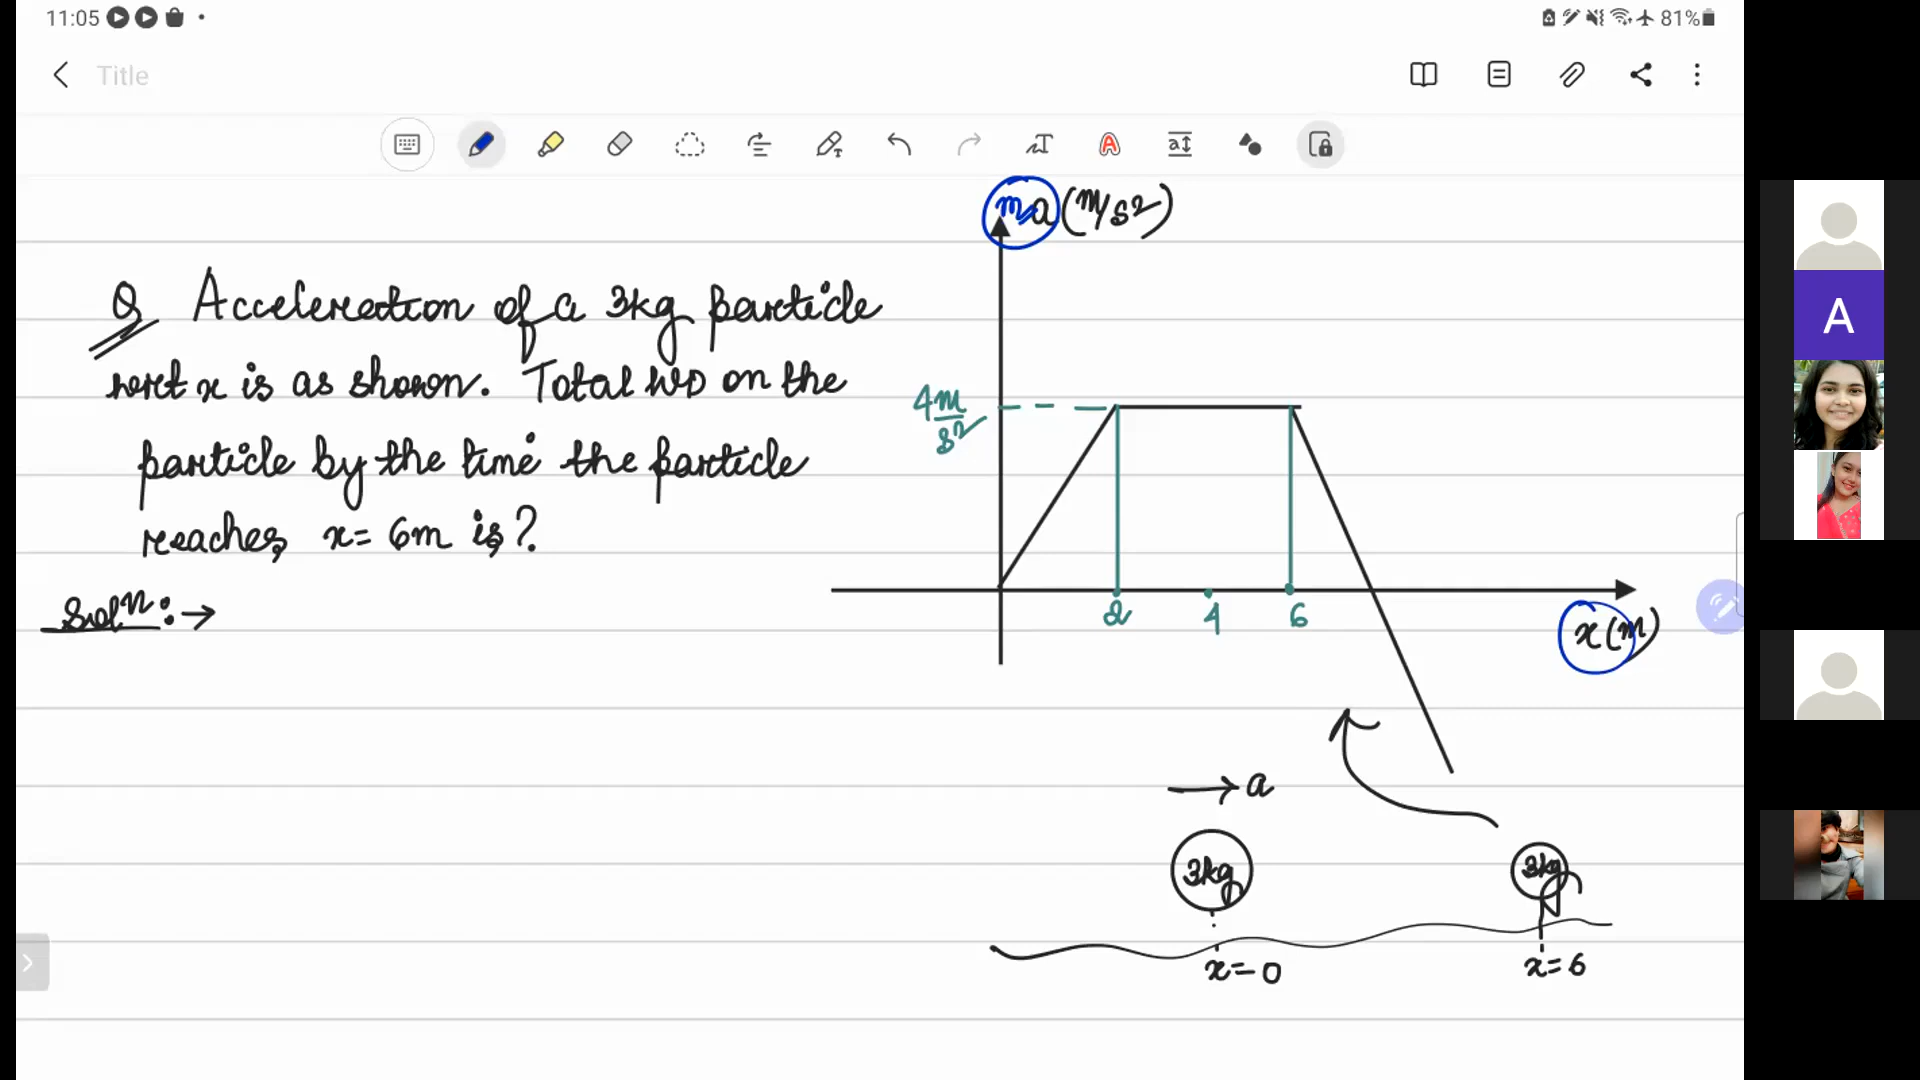 11:05
81%
Title
ma (m/s²)
Q Acceleration of a 3kg particle
wrt x is as shown. Total WD on the
particle by the time the particle
reaches x = 6m is?
Solⁿ: →
4 m/s²
2 4 6
x (m)
→ a
3kg 3kg
x = 0 x = 6
A